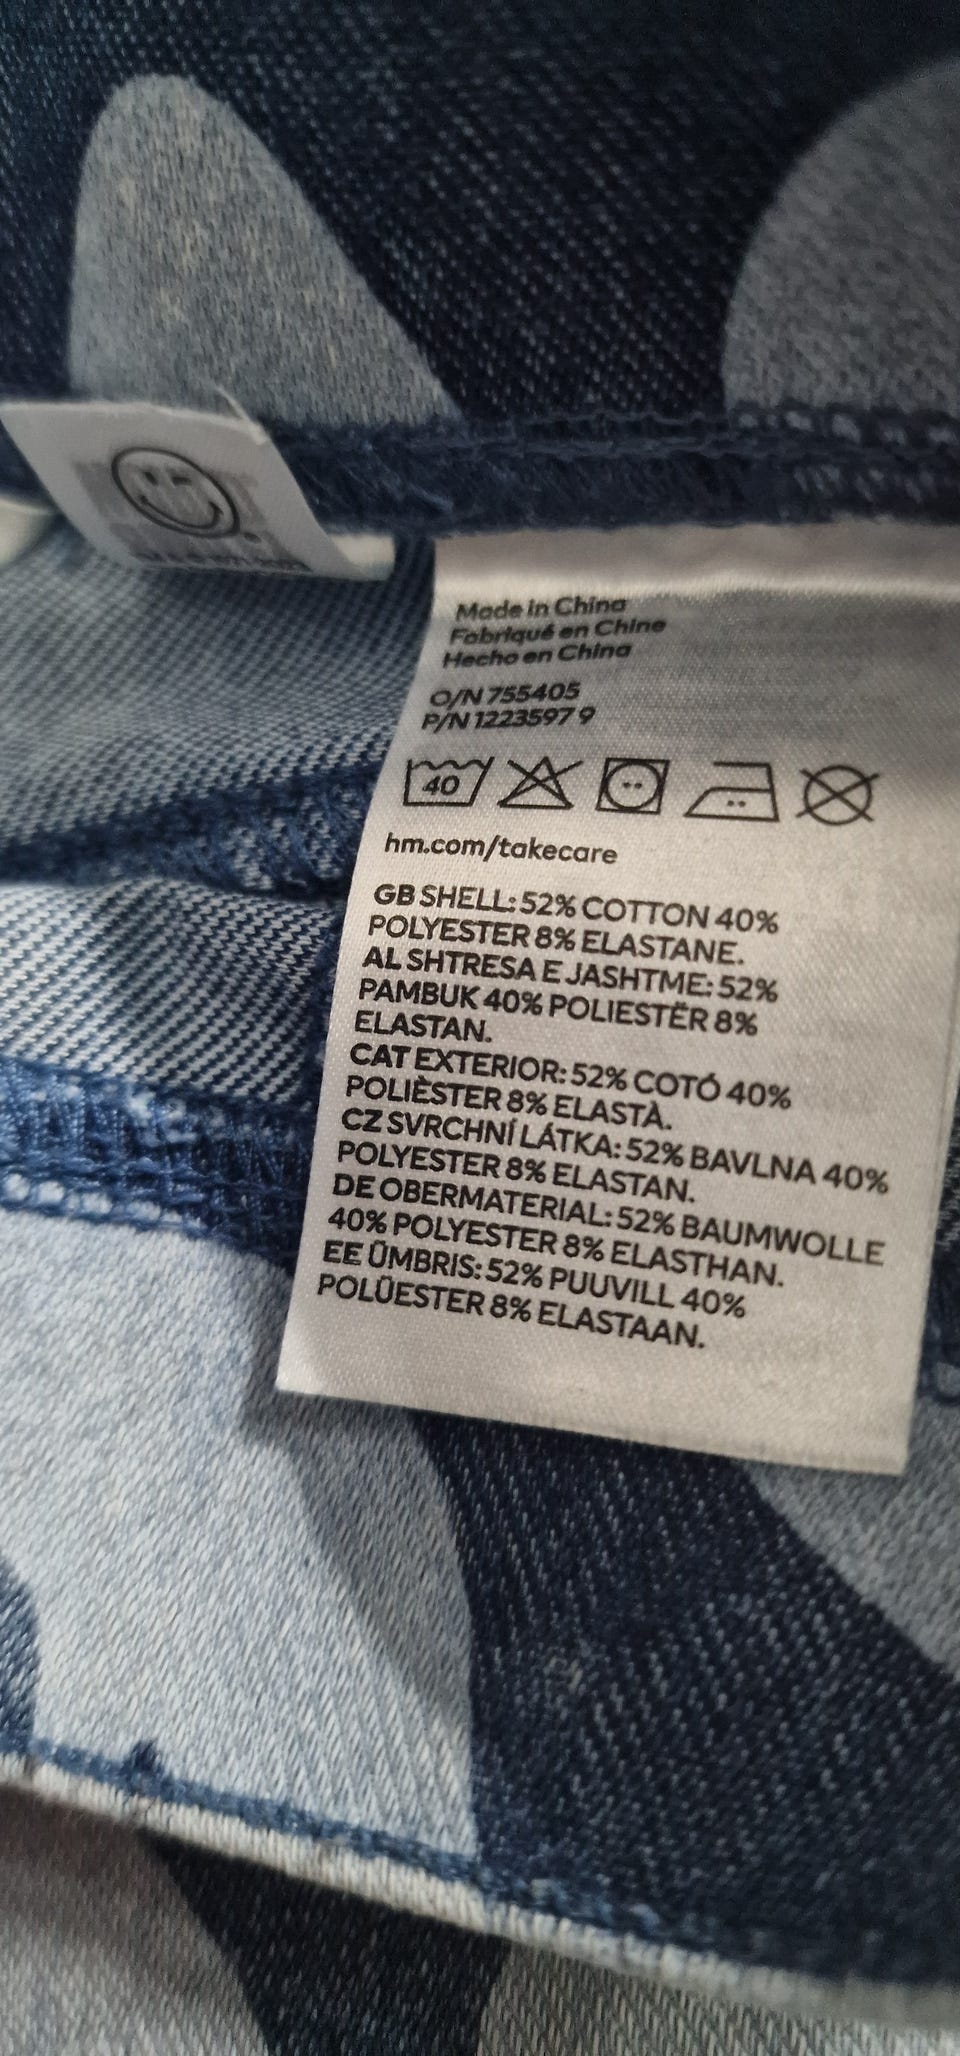 Made in China
Fabriqué en Chine
Hecho en China
O/N 755405
P/N 1223597 9
40
hm.com/takecare
GB SHELL: 52% COTTON 40%
POLYESTER 8% ELASTANE.
AL SHTRESA E JASHTME: 52%
PAMBUK 40% POLIESTËR 8%
ELASTAN.
CAT EXTERIOR: 52% COTÓ 40%
POLIÈSTER 8% ELASTÀ.
CZ SVRCHNÍ LÁTKA: 52% BAVLNA 40%
POLYESTER 8% ELASTAN.
DE OBERMATERIAL: 52% BAUMWOLLE
40% POLYESTER 8% ELASTHAN.
EE ÜMBRIS: 52% PUUVILL 40%
POLÜESTER 8% ELASTAAN.